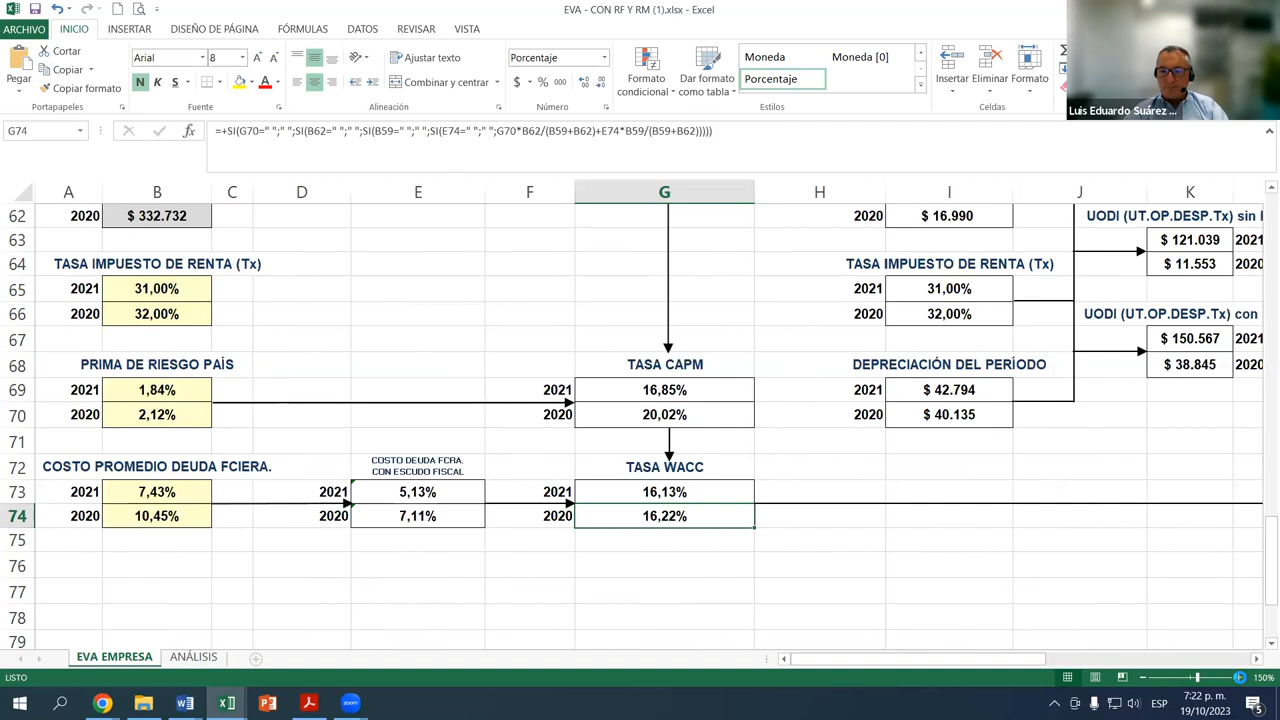 EVA - CON RF Y RM (1).xlsx - Excel
ARCHIVO INICIO INSERTAR DISEÑO DE PÁGINA FÓRMULAS DATOS REVISAR VISTA
Pegar
Cortar
Copiar
Copiar formato
Portapapeles
Arial 8
N K S
Fuente
Ajustar texto
Combinar y centrar
Alineación
Porcentaje
$ % 000
Número
Formato condicional
Dar formato como tabla
Moneda Moneda [0]
Porcentaje
Estilos
Insertar Eliminar Formato
Celdas
Luis Eduardo Suárez ...
G74
=+SI(G70=" ";" ";SI(B62=" ";" ";SI(B59=" ";" ";SI(E74=" ";" ";G70*B62/(B59+B62)+E74*B59/(B59+B62)))))
A B C D E F G H I J K
62 2020 $ 332.732 2020 $ 16.990 UODI (UT.OP.DESP.Tx) sin
63 $ 121.039 2021
64 TASA IMPUESTO DE RENTA (Tx) TASA IMPUESTO DE RENTA (Tx) $ 11.553 2020
65 2021 31,00% 2021 31,00%
66 2020 32,00% 2020 32,00% UODI (UT.OP.DESP.Tx) con
67 $ 150.567 2021
68 PRIMA DE RIESGO PAÍS TASA CAPM DEPRECIACIÓN DEL PERÍODO $ 38.845 2020
69 2021 1,84% 2021 16,85% 2021 $ 42.794
70 2020 2,12% 2020 20,02% 2020 $ 40.135
71
72 COSTO PROMEDIO DEUDA FCIERA. COSTO DEUDA FCRA. CON ESCUDO FISCAL TASA WACC
73 2021 7,43% 2021 5,13% 2021 16,13%
74 2020 10,45% 2020 7,11% 2020 16,22%
75
76
77
78
79
EVA EMPRESA ANÁLISIS
LISTO 150%
7:22 p. m.
ESP
19/10/2023
5